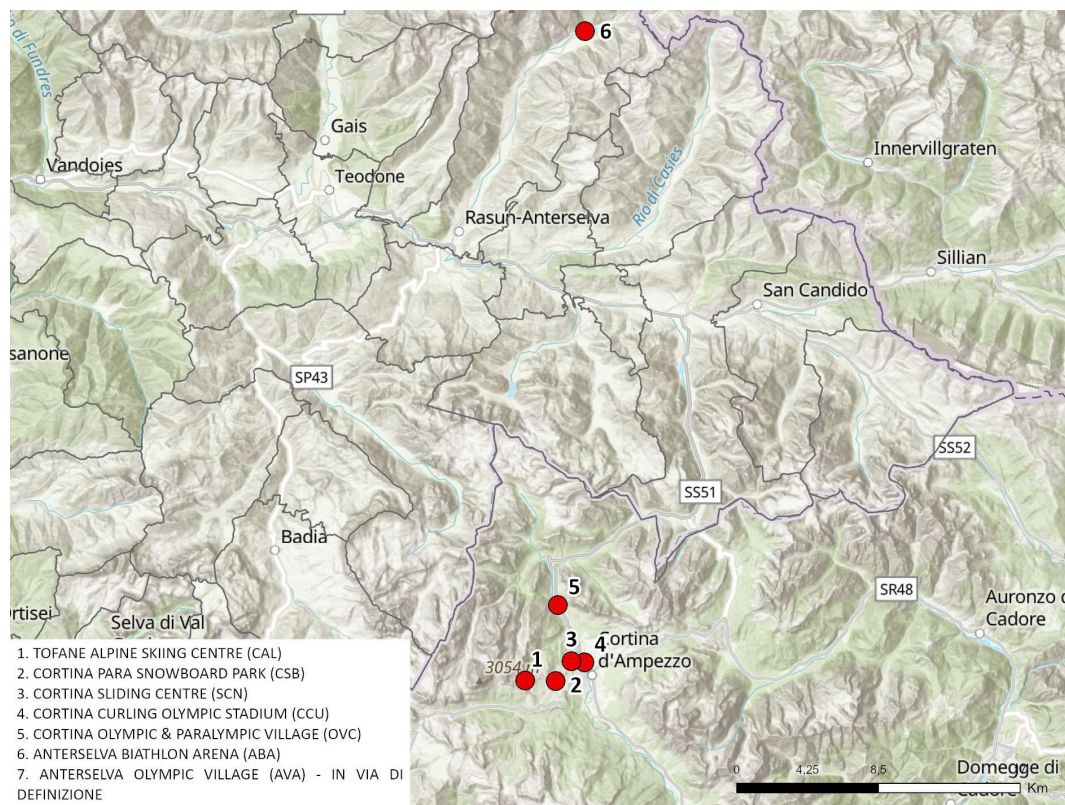 6
o di Fundres
Gais
Vandoies
Teodone
Innervillgraten
Rio di Casies
Rasun-Anterselva
Sillian
San Candido
sanone
SP43
SS52
SS51
Badia
5
SR48
Auronzo d
Cadore
rtisei
Selva di Val
3
4
Cortina
d'Ampezzo
3054 m
1
2
1. TOFANE ALPINE SKIING CENTRE (CAL)
2. CORTINA PARA SNOWBOARD PARK (CSB)
3. CORTINA SLIDING CENTRE (SCN)
4. CORTINA CURLING OLYMPIC STADIUM (CCU)
5. CORTINA OLYMPIC & PARALYMPIC VILLAGE (OVC)
6. ANTERSELVA BIATHLON ARENA (ABA)
7. ANTERSELVA OLYMPIC VILLAGE (AVA) - IN VIA DI
DEFINIZIONE
0 4,25 8,5
Km
Domegge di
Cadore